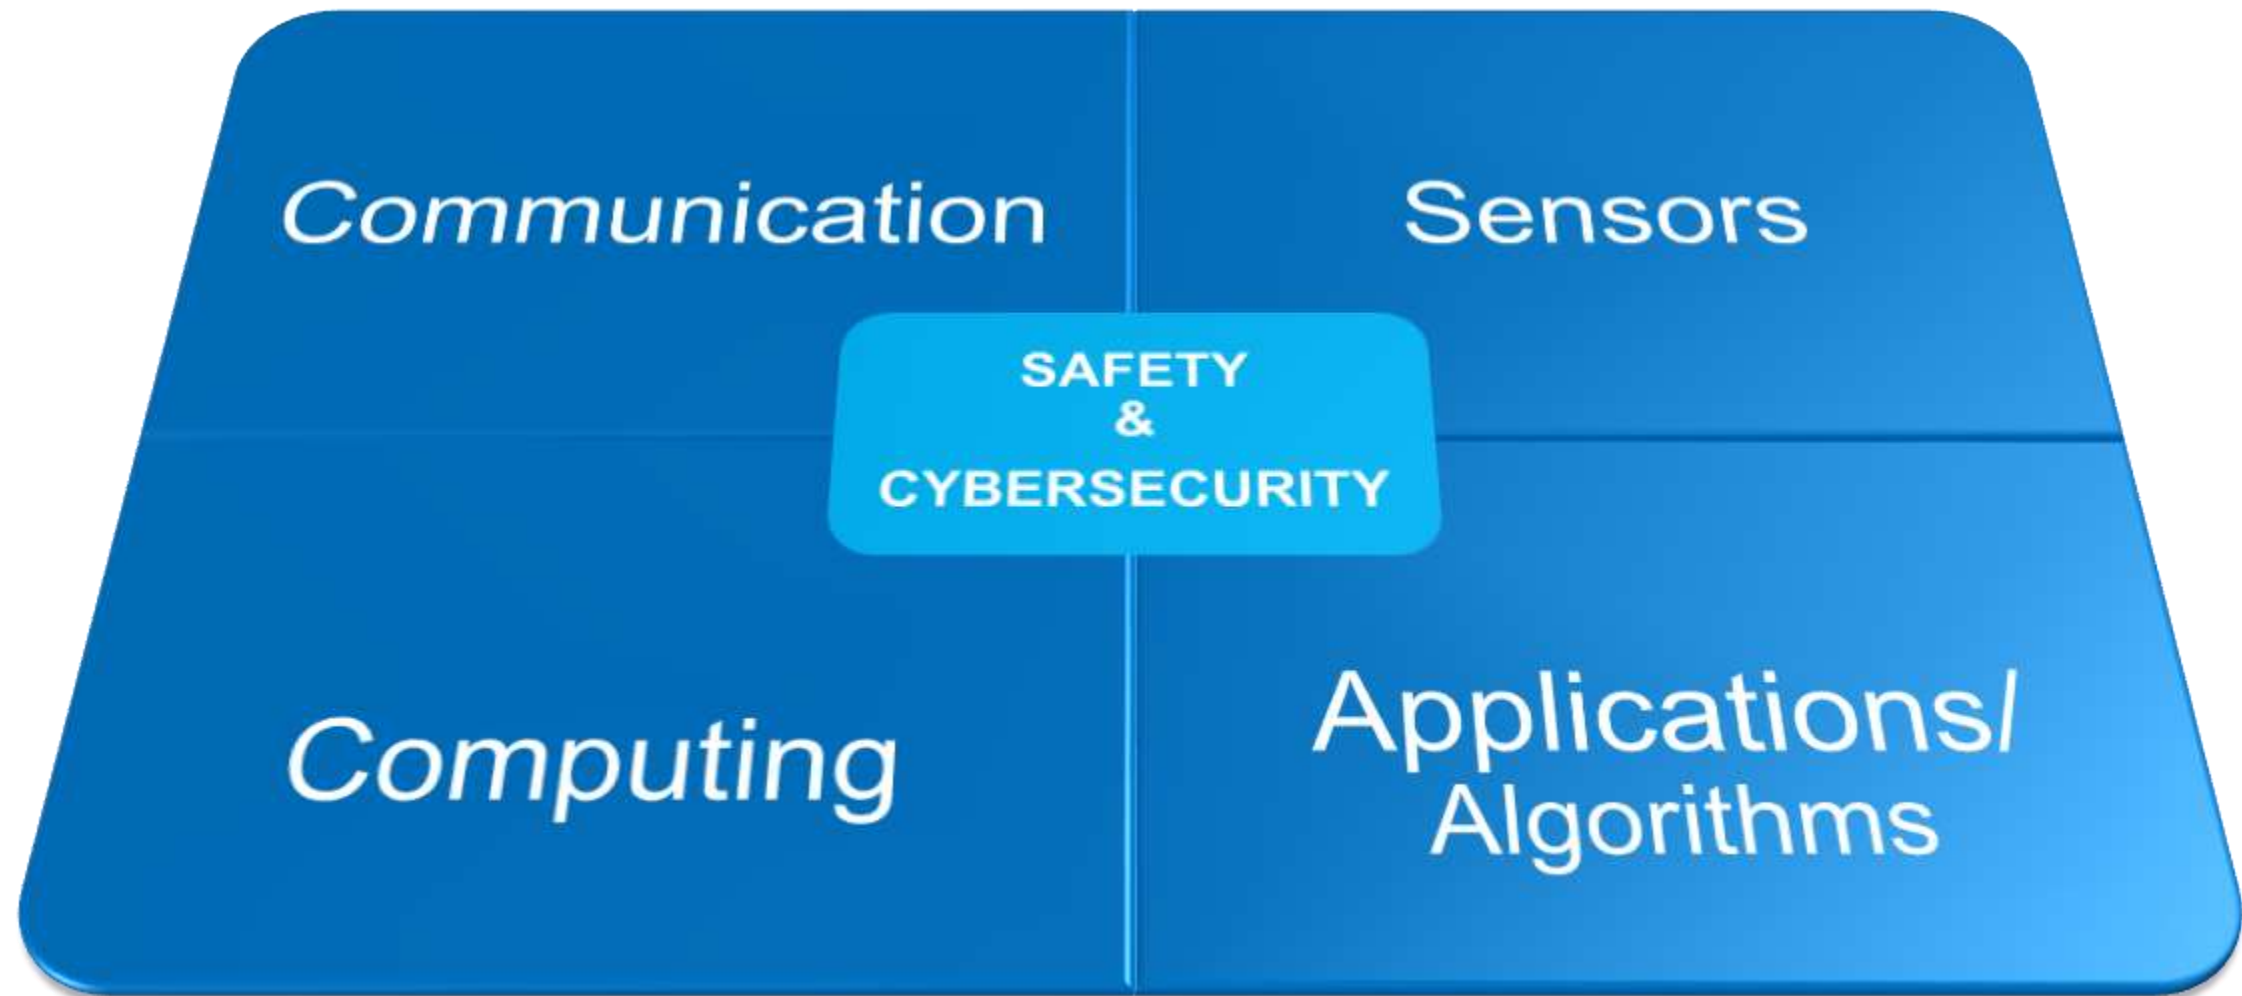 Communication
Sensors
SAFETY
&
CYBERSECURITY
Computing
Applications/
Algorithms